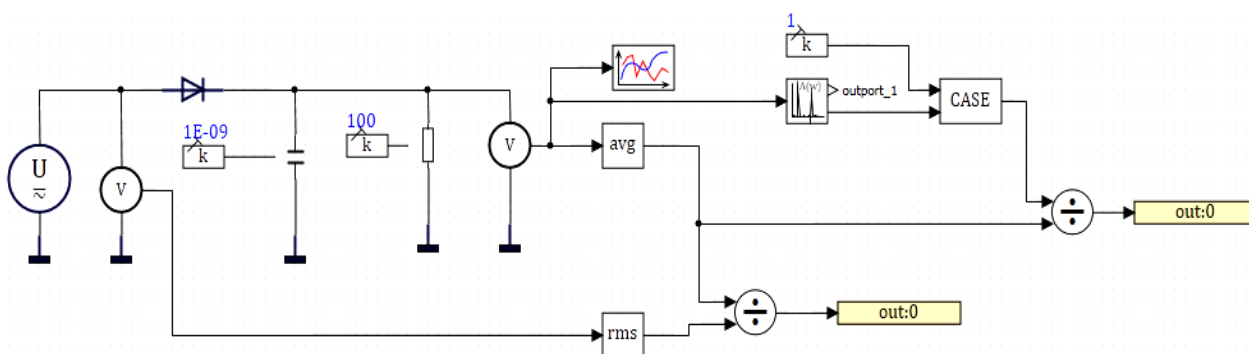 1
k
A(w)
outport_1
CASE
1E-09
k
100
k
U
V
V
avg
÷
out:0
÷
out:0
rms